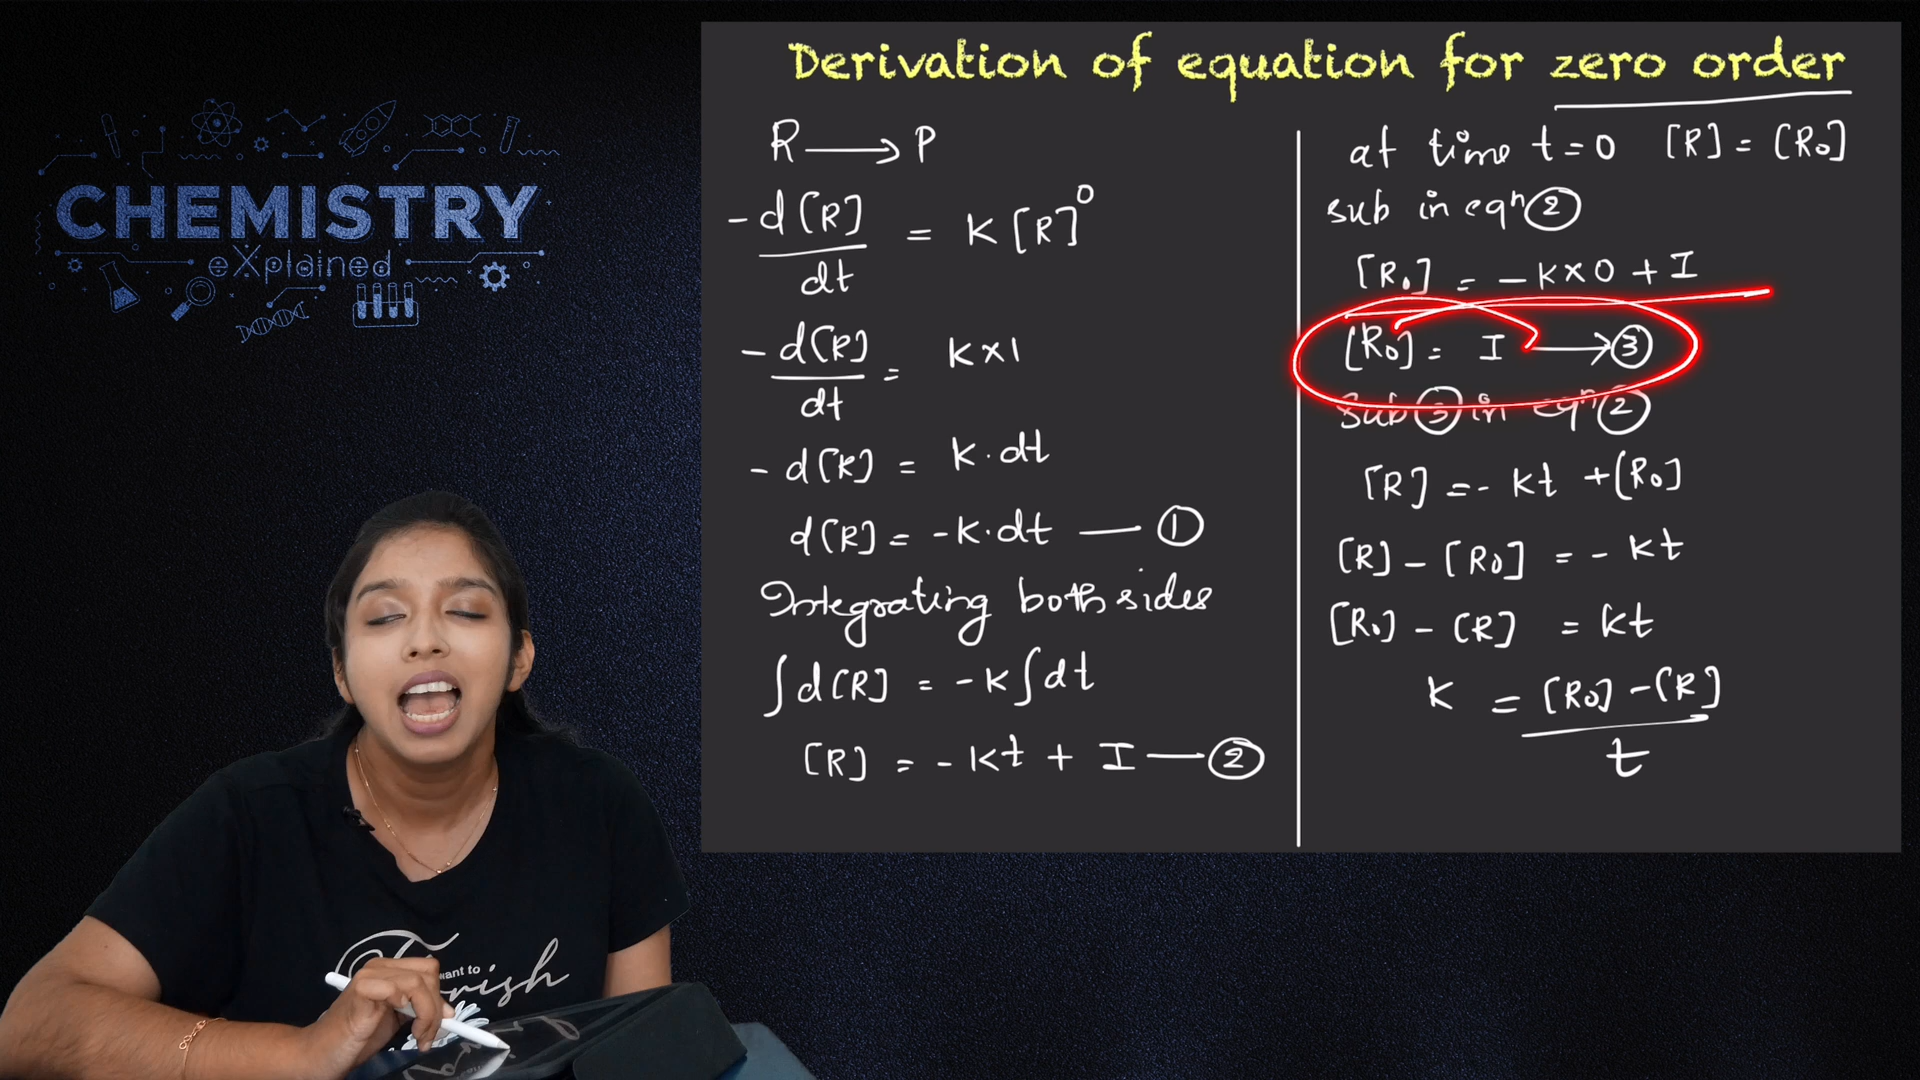 CHEMISTRY
eXplained
Derivation of equation for zero order
R ⟶ P
-d[R]/dt = K[R]⁰
-d[R]/dt = K×1
-d[R] = K.dt
d[R] = -K.dt — ①
Integrating both sides
∫d[R] = -K∫dt
[R] = -Kt + I — ②
at time t=0 [R] = [R₀]
sub in eqⁿ ②
[R₀] = -K×0 + I
[R₀] = I ⟶ ③
Sub ③ in eqⁿ ②
[R] = -Kt + [R₀]
[R] - [R₀] = -Kt
[R₀] - [R] = Kt
K = [R₀] - [R]/t
want to